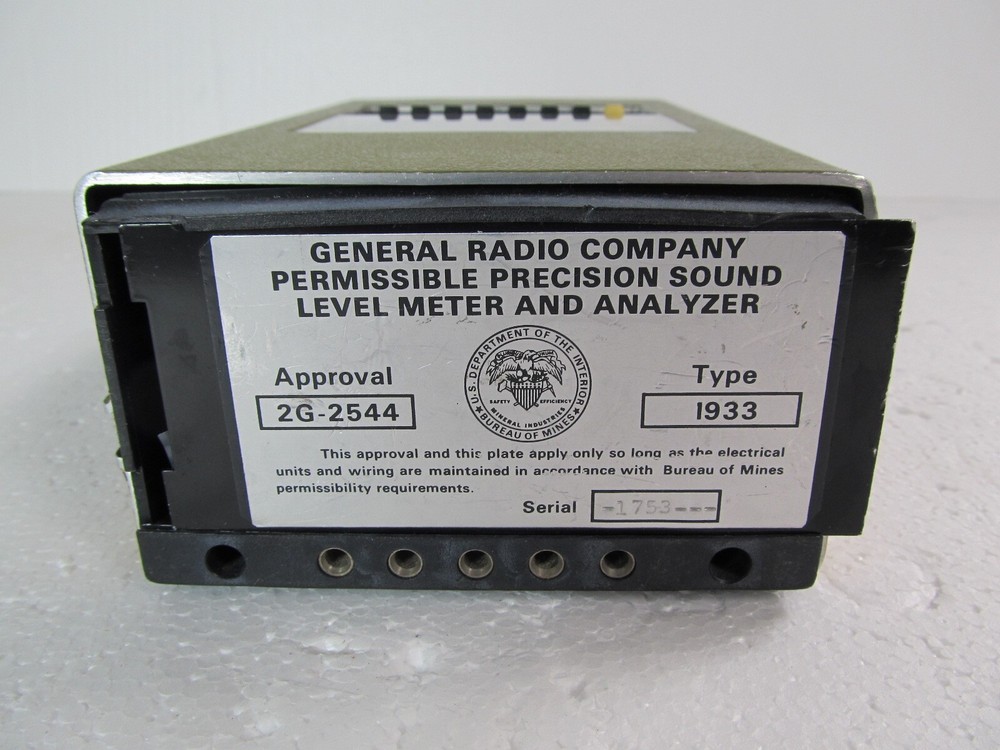 GENERAL RADIO COMPANY
PERMISSIBLE PRECISION SOUND
LEVEL METER AND ANALYZER
Approval
2G-2544
U.S. DEPARTMENT OF THE INTERIOR
SAFETY EFFICIENCY
MINERAL INDUSTRIES
BUREAU OF MINES
Type
1933
This approval and this plate apply only so long as the electrical
units and wiring are maintained in accordance with Bureau of Mines
permissibility requirements.
Serial -1753---